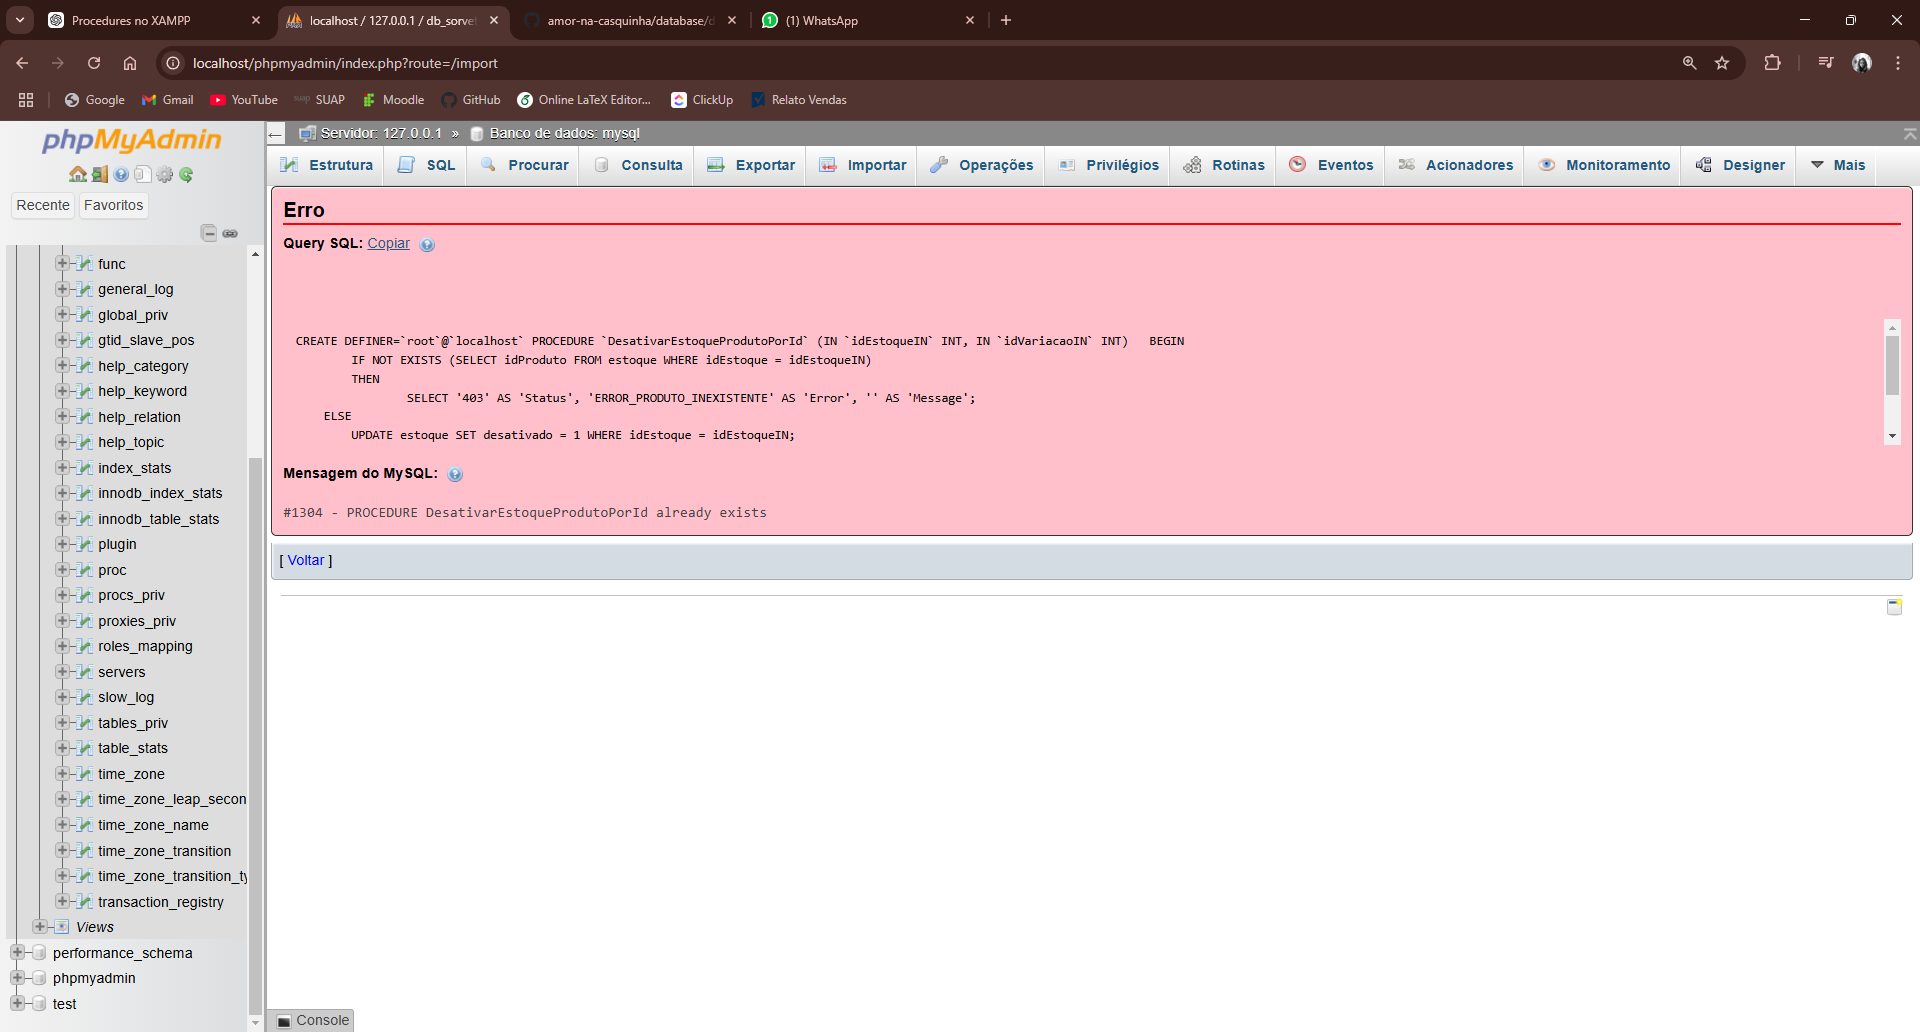 Procedures no XAMPP
localhost / 127.0.0.1 / db_sorvet
amor-na-casquinha/database/d
(1) WhatsApp
localhost/phpmyadmin/index.php?route=/import
Google
Gmail
YouTube
suap SUAP
Moodle
GitHub
Online LaTeX Editor...
ClickUp
Relato Vendas
phpMyAdmin
Recente
Favoritos
func
general_log
global_priv
gtid_slave_pos
help_category
help_keyword
help_relation
help_topic
index_stats
innodb_index_stats
innodb_table_stats
plugin
proc
procs_priv
proxies_priv
roles_mapping
servers
slow_log
tables_priv
table_stats
time_zone
time_zone_leap_secon
time_zone_name
time_zone_transition
time_zone_transition_ty
transaction_registry
Views
performance_schema
phpmyadmin
test
Servidor: 127.0.0.1 » Banco de dados: mysql
Estrutura
SQL
Procurar
Consulta
Exportar
Importar
Operações
Privilégios
Rotinas
Eventos
Acionadores
Monitoramento
Designer
Mais
Erro
Query SQL: Copiar
CREATE DEFINER=`root`@`localhost` PROCEDURE `DesativarEstoqueProdutoPorId` (IN `idEstoqueIN` INT, IN `idVariacaoIN` INT)   BEGIN
IF NOT EXISTS (SELECT idProduto FROM estoque WHERE idEstoque = idEstoqueIN)
THEN
SELECT '403' AS 'Status', 'ERROR_PRODUTO_INEXISTENTE' AS 'Error', '' AS 'Message';
ELSE
UPDATE estoque SET desativado = 1 WHERE idEstoque = idEstoqueIN;
Mensagem do MySQL:
#1304 - PROCEDURE DesativarEstoqueProdutoPorId already exists
[ Voltar ]
Console